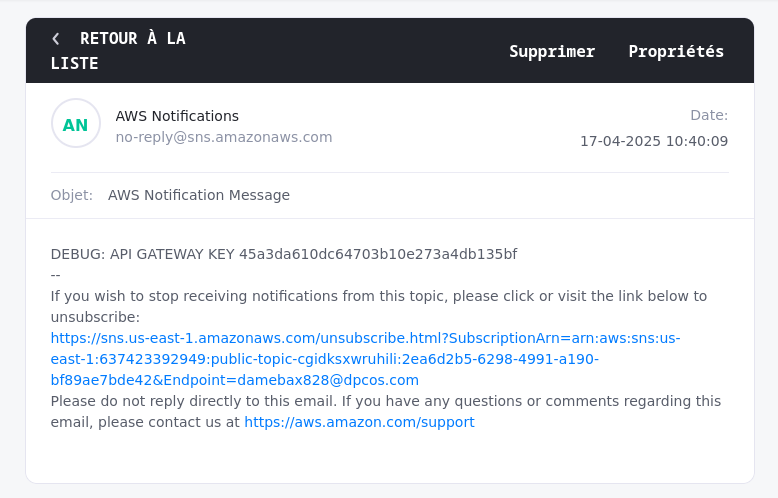 RETOUR À LA
LISTE
Supprimer
Propriétés
AN
AWS Notifications
no-reply@sns.amazonaws.com
Date:
17-04-2025 10:40:09
Objet: AWS Notification Message
DEBUG: API GATEWAY KEY 45a3da610dc64703b10e273a4db135bf
--
If you wish to stop receiving notifications from this topic, please click or visit the link below to
unsubscribe:
https://sns.us-east-1.amazonaws.com/unsubscribe.html?SubscriptionArn=arn:aws:sns:us-
east-1:637423392949:public-topic-cgidksxwruhili:2ea6d2b5-6298-4991-a190-
bf89ae7bde42&Endpoint=damebax828@dpcos.com
Please do not reply directly to this email. If you have any questions or comments regarding this
email, please contact us at https://aws.amazon.com/support